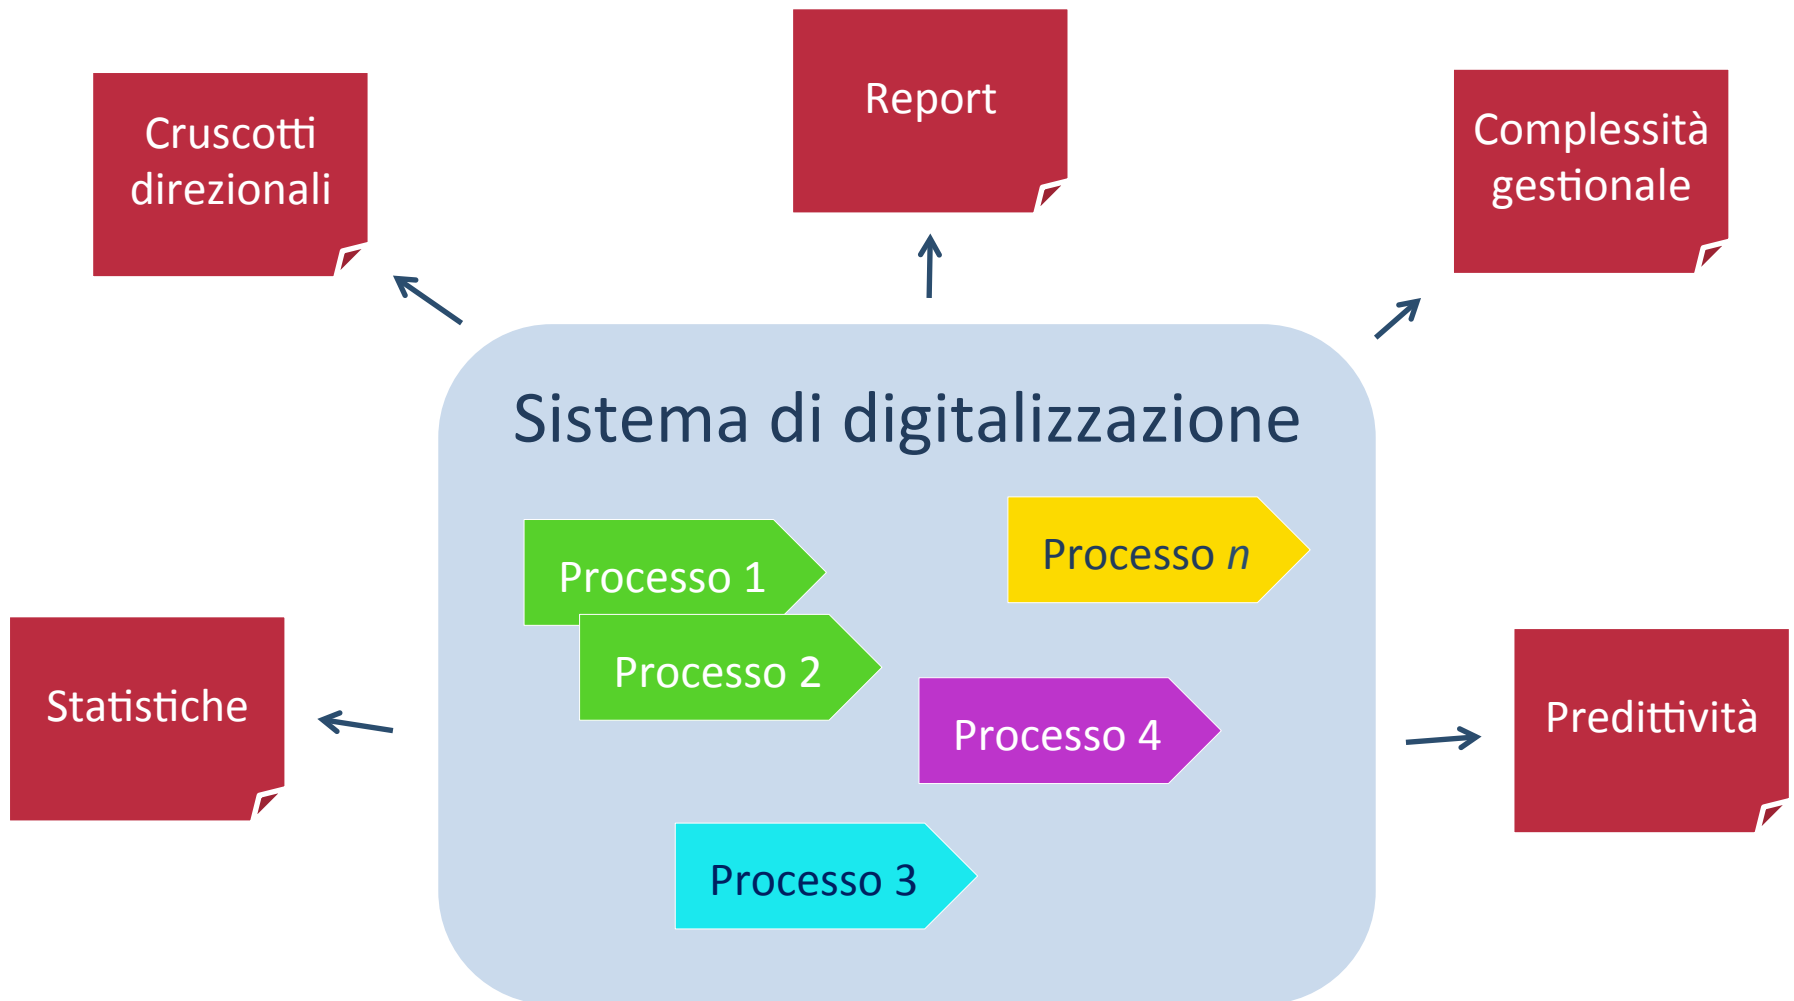 Report
Cruscotti
direzionali
Complessità
gestionale
Sistema di digitalizzazione
Processo 1
Processo n
Processo 2
Statistiche
Processo 4
Predittività
Processo 3